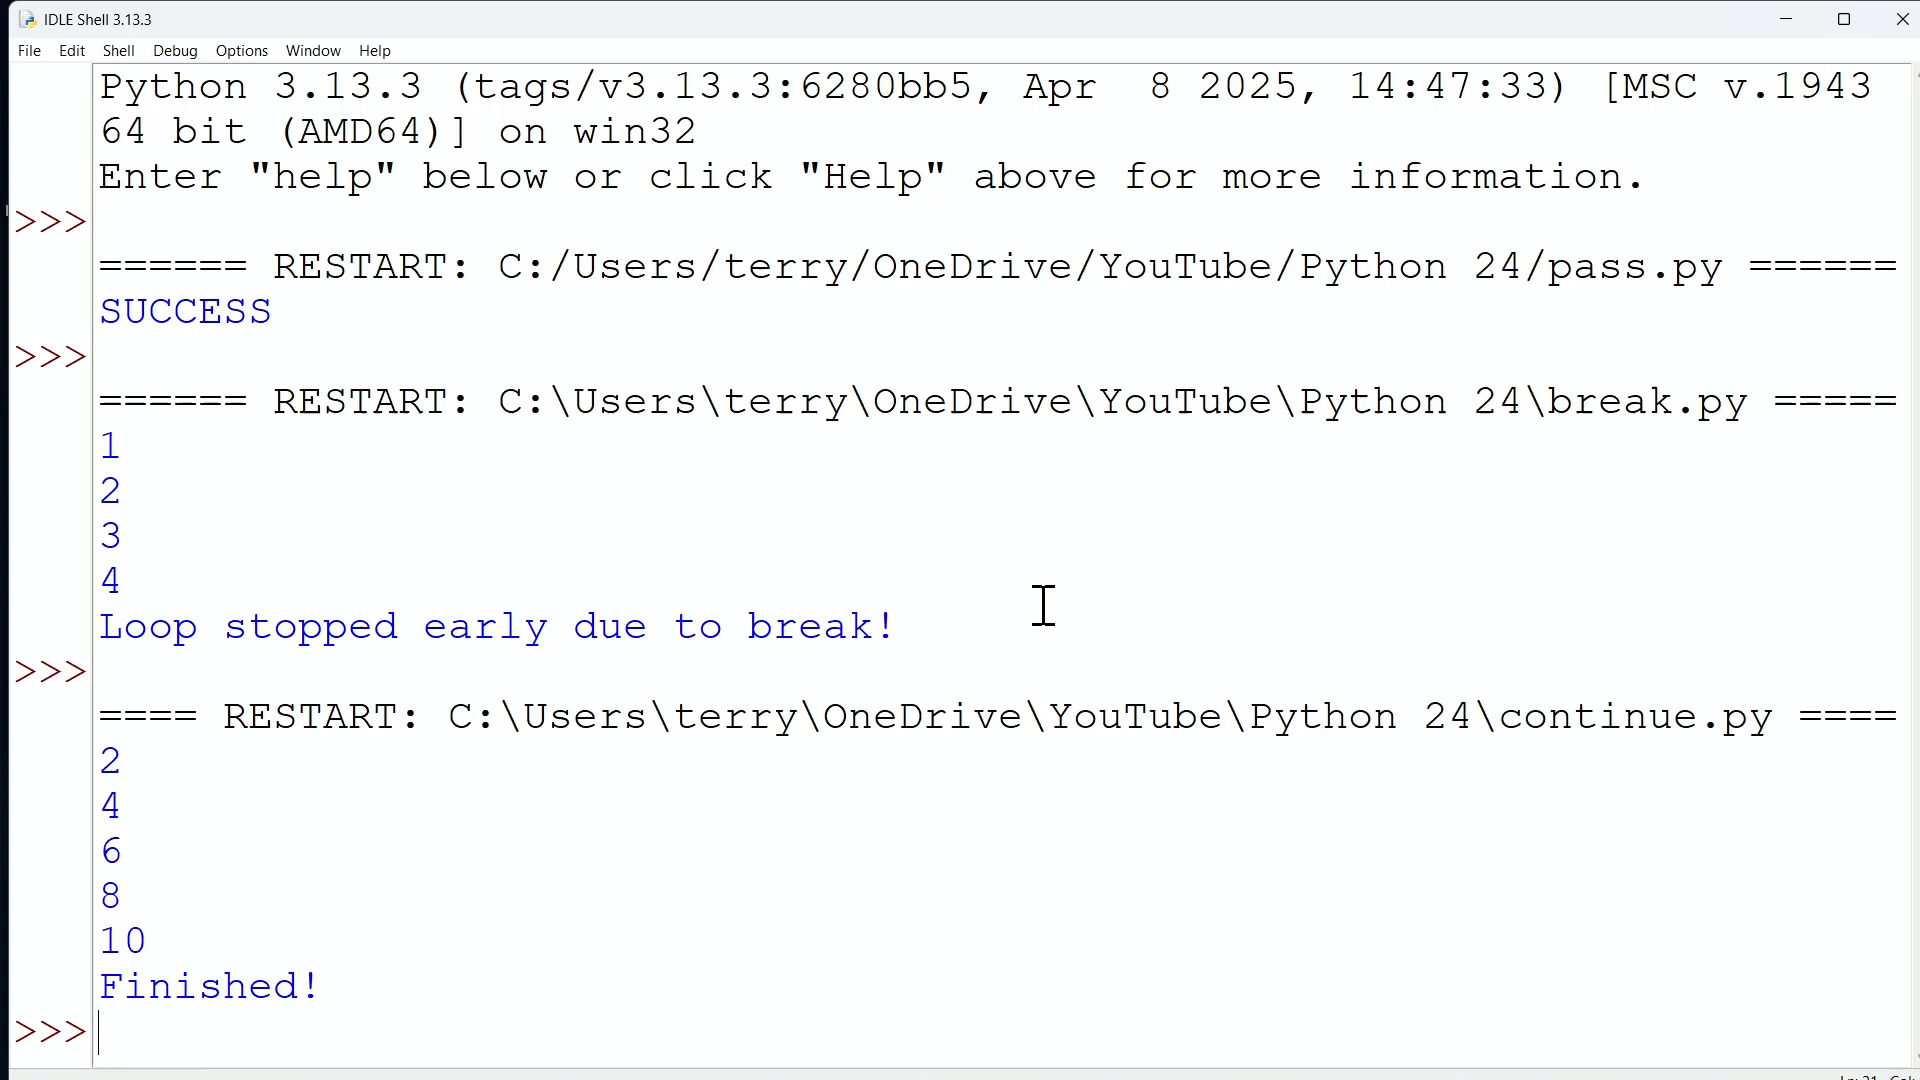 IDLE Shell 3.13.3
File Edit Shell Debug Options Window Help
Python 3.13.3 (tags/v3.13.3:6280bb5, Apr  8 2025, 14:47:33) [MSC v.1943
64 bit (AMD64)] on win32
Enter "help" below or click "Help" above for more information.
>>>
====== RESTART: C:/Users/terry/OneDrive/YouTube/Python 24/pass.py ======
SUCCESS
>>>
====== RESTART: C:\Users\terry\OneDrive\YouTube\Python 24\break.py =====
1
2
3
4
Loop stopped early due to break!
>>>
==== RESTART: C:\Users\terry\OneDrive\YouTube\Python 24\continue.py ====
2
4
6
8
10
Finished!
>>>